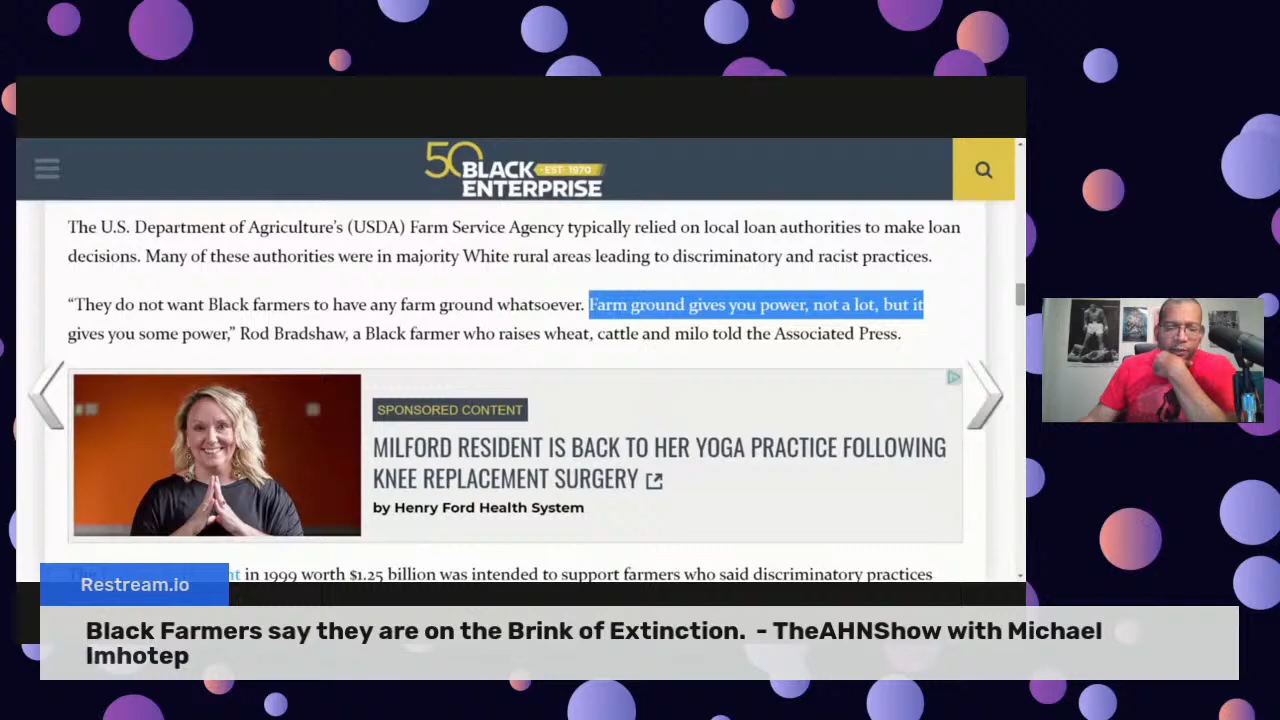 50
BLACK
EST· 1970
ENTERPRISE
The U.S. Department of Agriculture's (USDA) Farm Service Agency typically relied on local loan authorities to make loan
decisions. Many of these authorities were in majority White rural areas leading to discriminatory and racist practices.
“They do not want Black farmers to have any farm ground whatsoever. Farm ground gives you power, not a lot, but it
gives you some power,” Rod Bradshaw, a Black farmer who raises wheat, cattle and milo told the Associated Press.
SPONSORED CONTENT
MILFORD RESIDENT IS BACK TO HER YOGA PRACTICE FOLLOWING
KNEE REPLACEMENT SURGERY
by Henry Ford Health System
in 1999 worth $1.25 billion was intended to support farmers who said discriminatory practices
Restream.io
Black Farmers say they are on the Brink of Extinction. - TheAHNShow with Michael
Imhotep